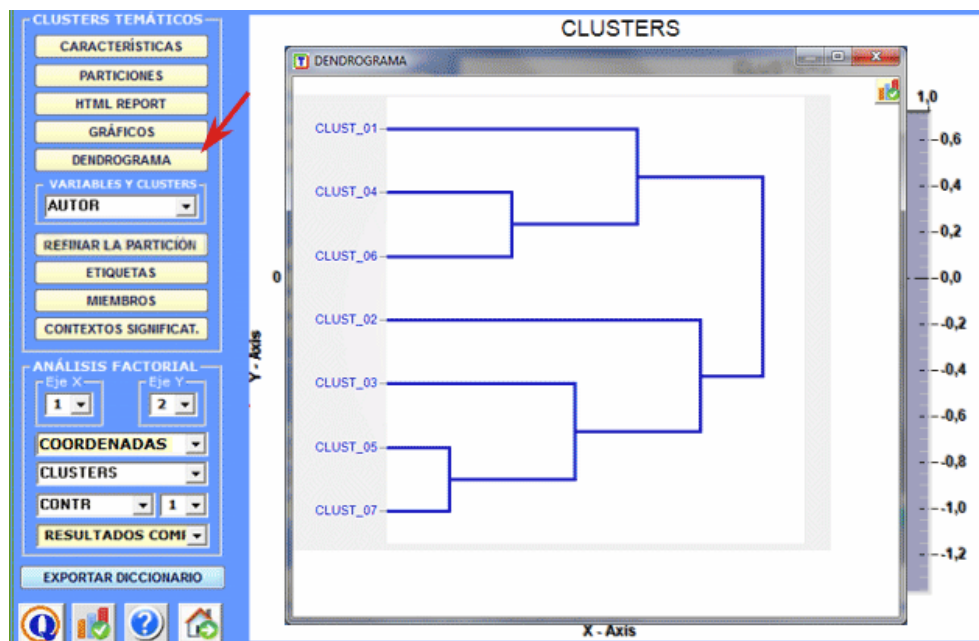 CLUSTERS TEMÁTICOS
CARACTERÍSTICAS
PARTICIONES
HTML REPORT
GRÁFICOS
DENDROGRAMA
VARIABLES Y CLUSTERS
AUTOR
REFINAR LA PARTICIÓN
ETIQUETAS
MIEMBROS
CONTEXTOS SIGNIFICAT.
ANÁLISIS FACTORIAL
Eje X
Eje Y
1
2
COORDENADAS
CLUSTERS
CONTR
1
RESULTADOS COMI
EXPORTAR DICCIONARIO
CLUSTERS
DENDROGRAMA
CLUST_01
CLUST_04
CLUST_06
CLUST_02
CLUST_03
CLUST_05
CLUST_07
0
Y - Axis
X - Axis
1,0
-0,6
-0,4
-0,2
-0,0
-0,2
-0,4
-0,6
-0,8
-1,0
-1,2